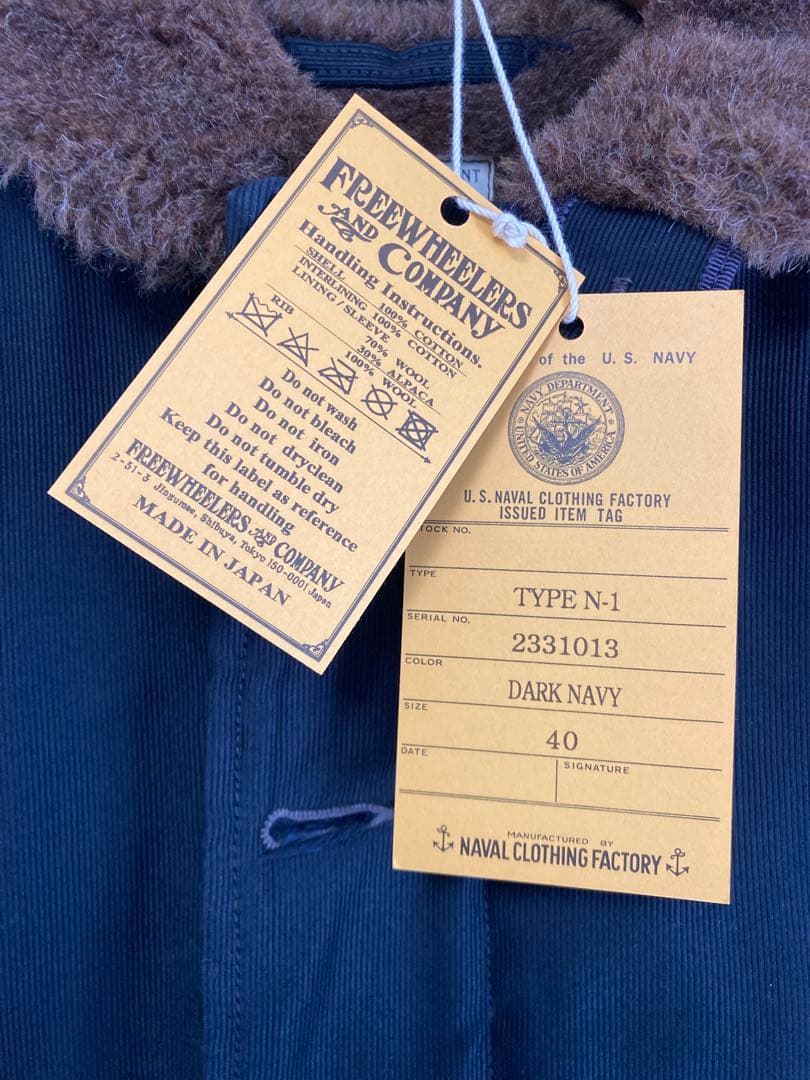 FREEWHEELERS
AND COMPANY
Handling Instructions.
SHELL 100% COTTON
INTERLINING 100% COTTON
LINING / SLEEVE 70% WOOL
30% ALPACA
RIB 100% WOOL
Do not wash
Do not bleach
Do not iron
Do not dryclean
Do not tumble dry
Keep this label as reference
for handling
FREEWHEELERS AND COMPANY
2-31-3 Jingumae, Shibuya, Tokyo 150-0001 Japan
MADE IN JAPAN
NT
of the U. S. NAVY
NAVY DEPARTMENT
UNITED STATES OF AMERICA
U. S. NAVAL CLOTHING FACTORY
ISSUED ITEM TAG
TOCK NO.
TYPE
TYPE N-1
SERIAL NO.
2331013
COLOR
DARK NAVY
SIZE
40
DATE
SIGNATURE
MANUFACTURED BY
NAVAL CLOTHING FACTORY